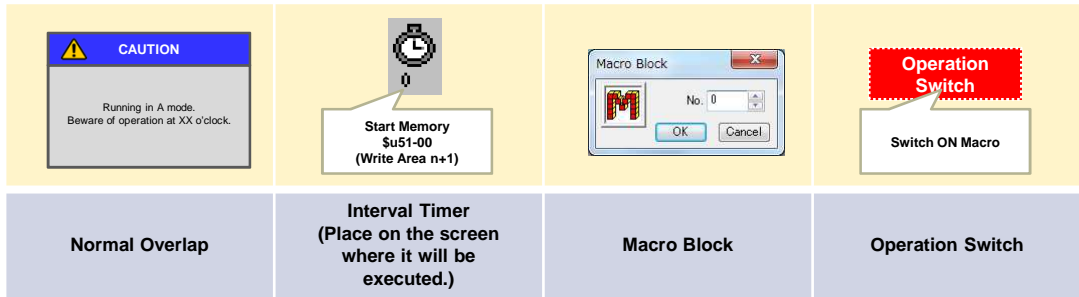 CAUTION
Running in A mode.
Beware of operation at XX o'clock.
0
Start Memory
$u51-00
(Write Area n+1)
Macro Block
x
M
No. 0
OK Cancel
Operation
Switch
Switch ON Macro
Normal Overlap
Interval Timer
(Place on the screen
where it will be
executed.)
Macro Block
Operation Switch